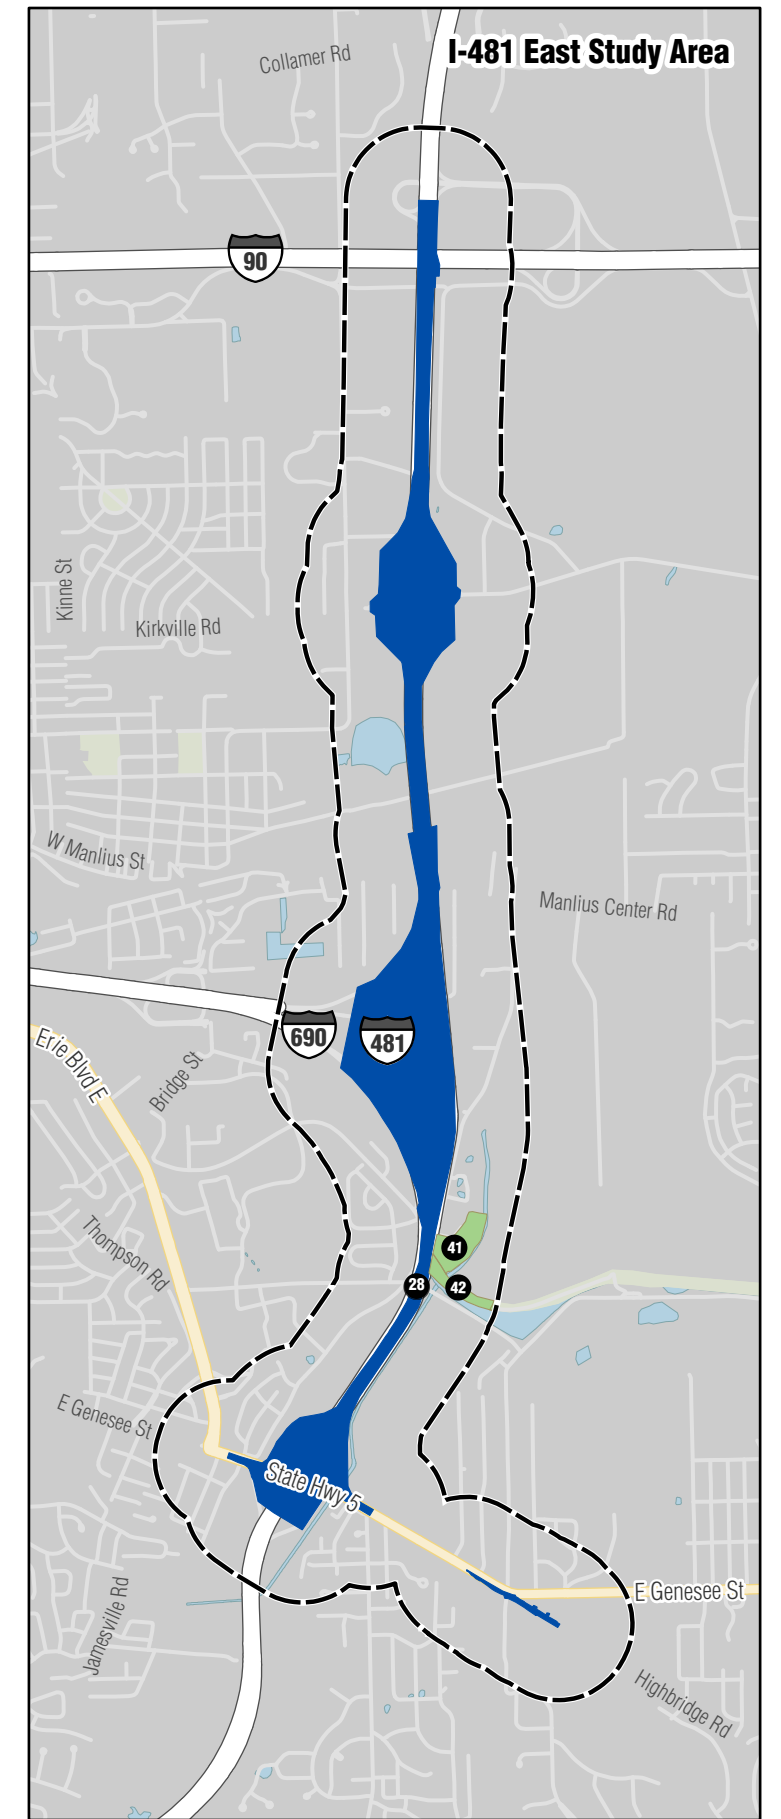 I-481 East Study Area
Collamer Rd
90
Kinne St
Kirkville Rd
W Manlius St
Manlius Center Rd
690
481
Erie Blvd E
Bridge St
Thompson Rd
41
28
42
E Genesee St
State Hwy 5
E Genesee St
Jamesville Rd
Highbridge Rd